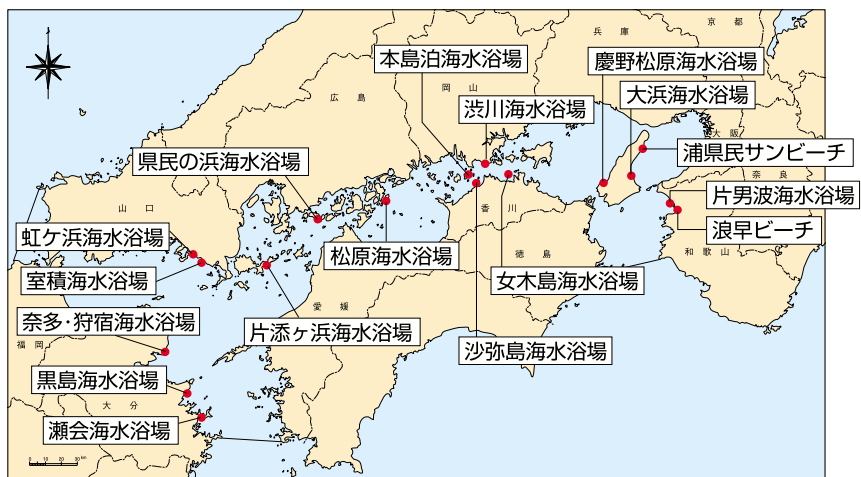 京都
兵庫
本島泊海水浴場
慶野松原海水浴場
岡山
広島
大浜海水浴場
渋川海水浴場
大阪
浦県民サンビーチ
県民の浜海水浴場
奈良
片男波海水浴場
山口
香川
浪早ビーチ
虹ケ浜海水浴場
松原海水浴場
徳島
和歌山
室積海水浴場
女木島海水浴場
愛媛
奈多・狩宿海水浴場
片添ヶ浜海水浴場
福岡
沙弥島海水浴場
黒島海水浴場
大分
瀬会海水浴場
0 10 20 30 km